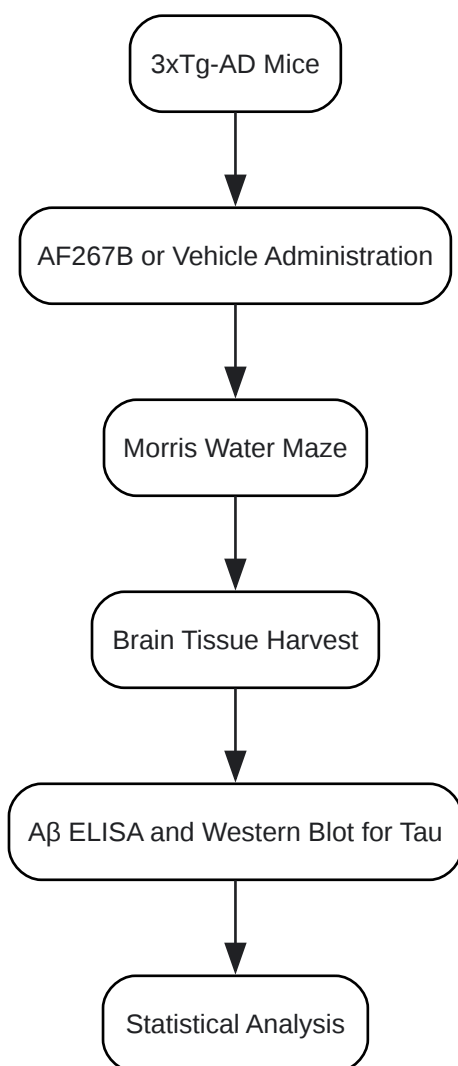 3xTg-AD Mice
AF267B or Vehicle Administration
Morris Water Maze
Brain Tissue Harvest
Aβ ELISA and Western Blot for Tau
Statistical Analysis